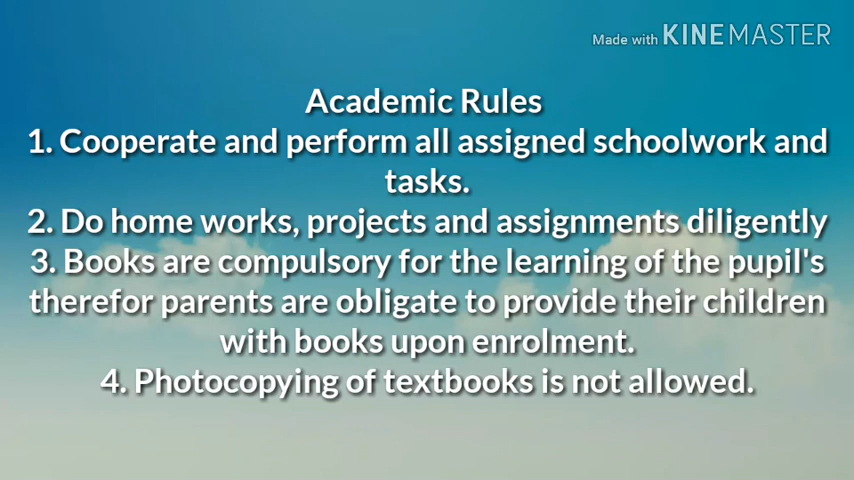 Made with KINEMASTER
Academic Rules
1. Cooperate and perform all assigned schoolwork and
tasks.
2. Do home works, projects and assignments diligently
3. Books are compulsory for the learning of the pupil's
therefor parents are obligate to provide their children
with books upon enrolment.
4. Photocopying of textbooks is not allowed.